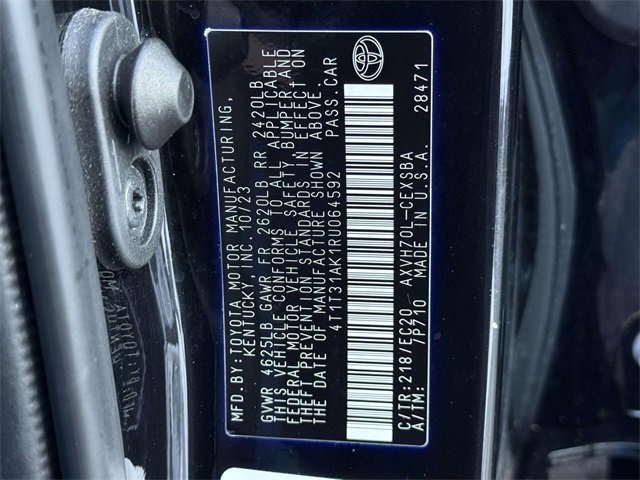 MFD.BY:TOYOTA MOTOR MANUFACTURING,
KENTUCKY, INC. 10/23
GVWR 4625LB GAWR FR 2620LB RR 2420LB
THIS VEHICLE CONFORMS TO ALL APPLICABLE
FEDERAL MOTOR VEHICLE SAFETY, BUMPER AND
THEFT PREVENTION STANDARDS IN EFFECT ON
THE DATE OF MANUFACTURE SHOWN ABOVE.
4T1T31AK1RU064592 PASS.CAR
C/TR:218/EC20 AXVH70L-CEXSBA
A/TM: 7P710 MADE IN U.S.A. 28471